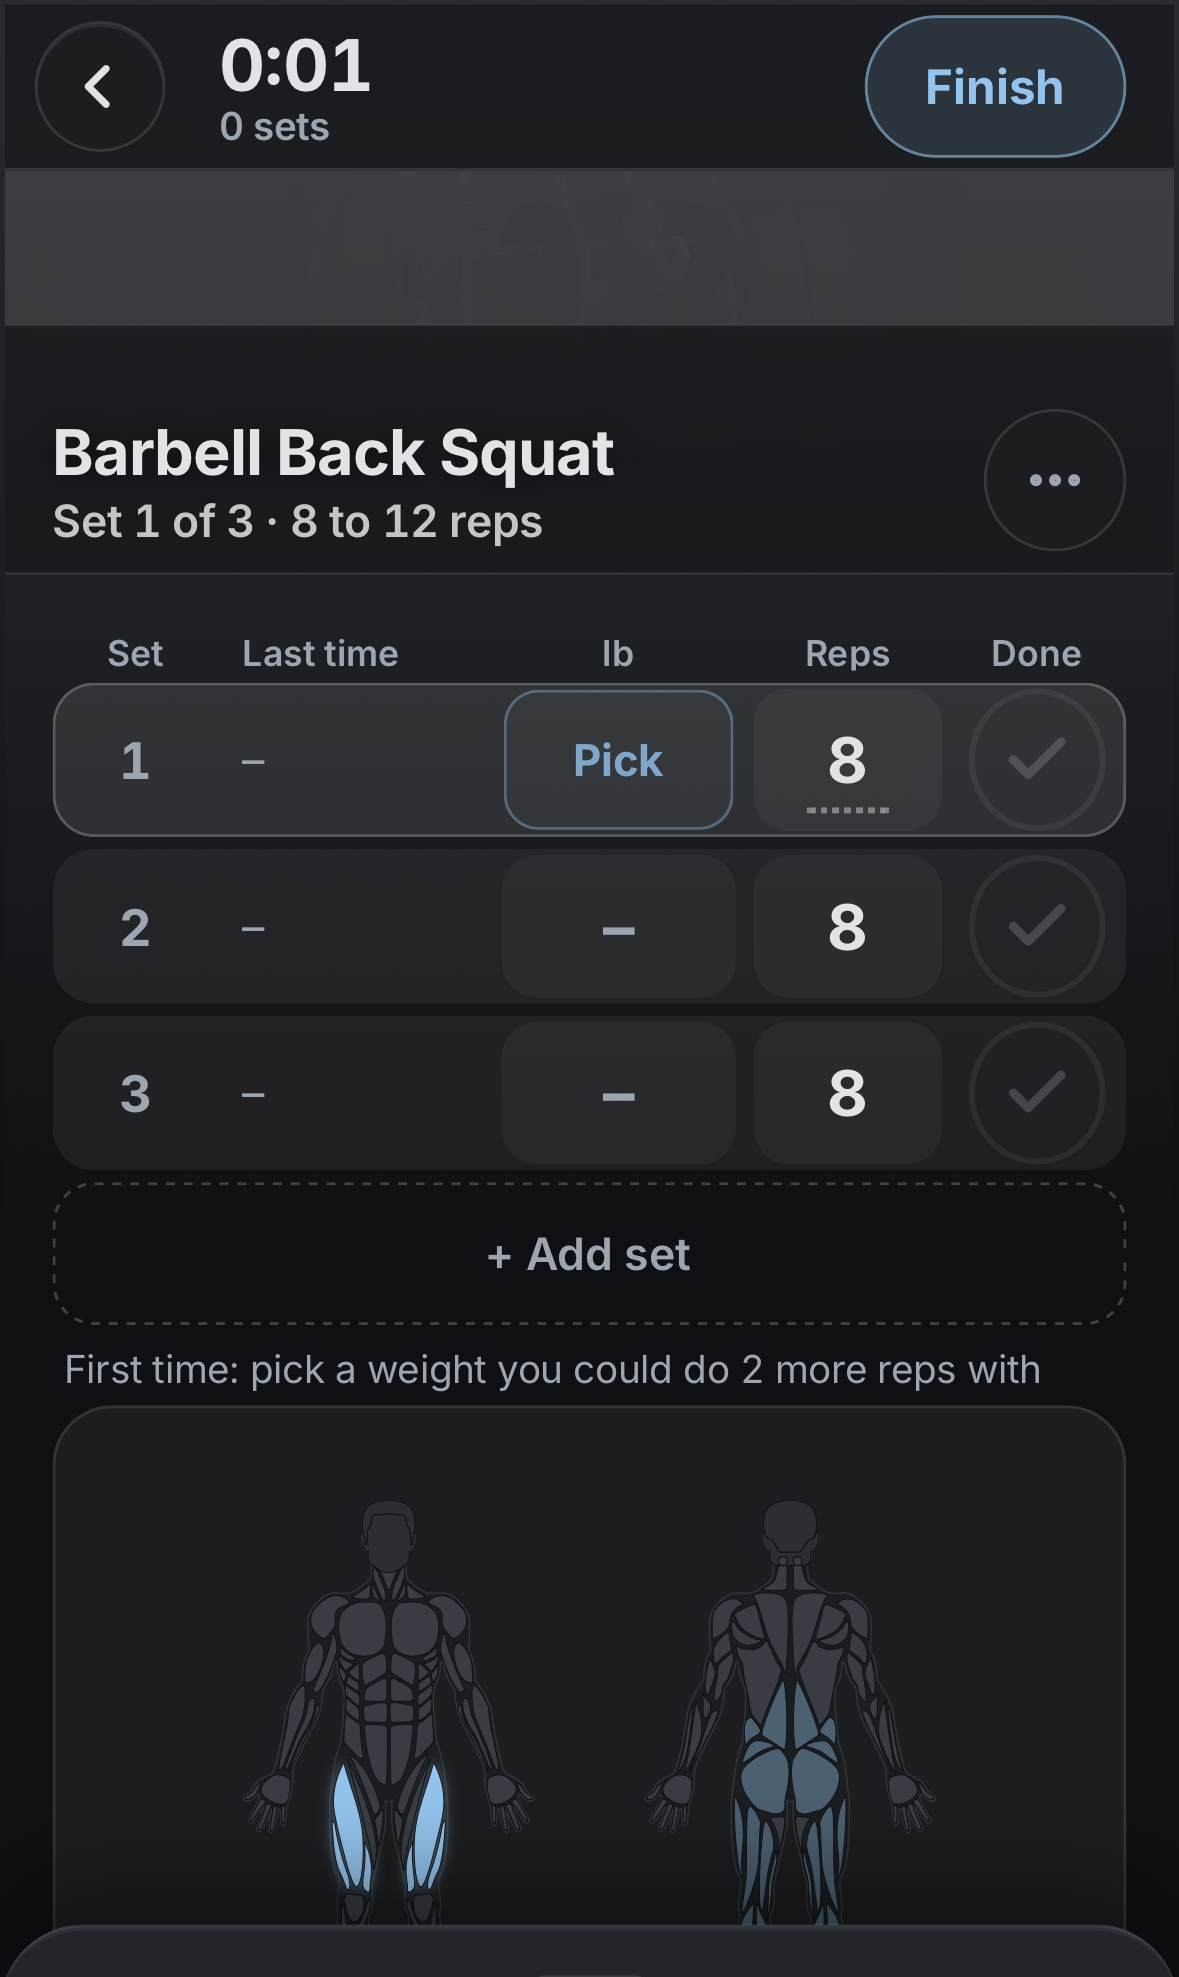 0:01
0 sets
Finish
Barbell Back Squat
Set 1 of 3 · 8 to 12 reps
Set Last time lb Reps Done
1 – Pick 8
2 – – 8
3 – – 8
+ Add set
First time: pick a weight you could do 2 more reps with